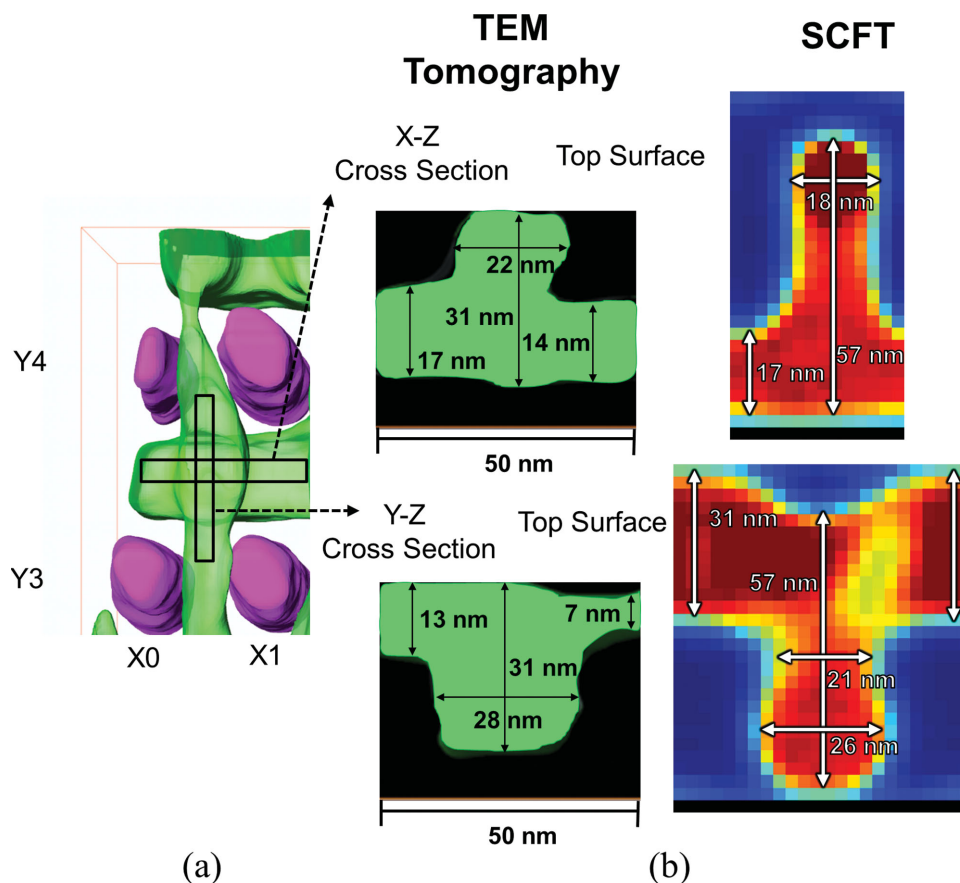 TEM
Tomography
SCFT
X-Z
Cross Section
Top Surface
22 nm
31 nm
17 nm
14 nm
50 nm
18 nm
57 nm
17 nm
Y4
Y3
X0
X1
Y-Z
Cross Section
Top Surface
13 nm
7 nm
31 nm
28 nm
50 nm
31 nm
57 nm
21 nm
26 nm
(a)
(b)